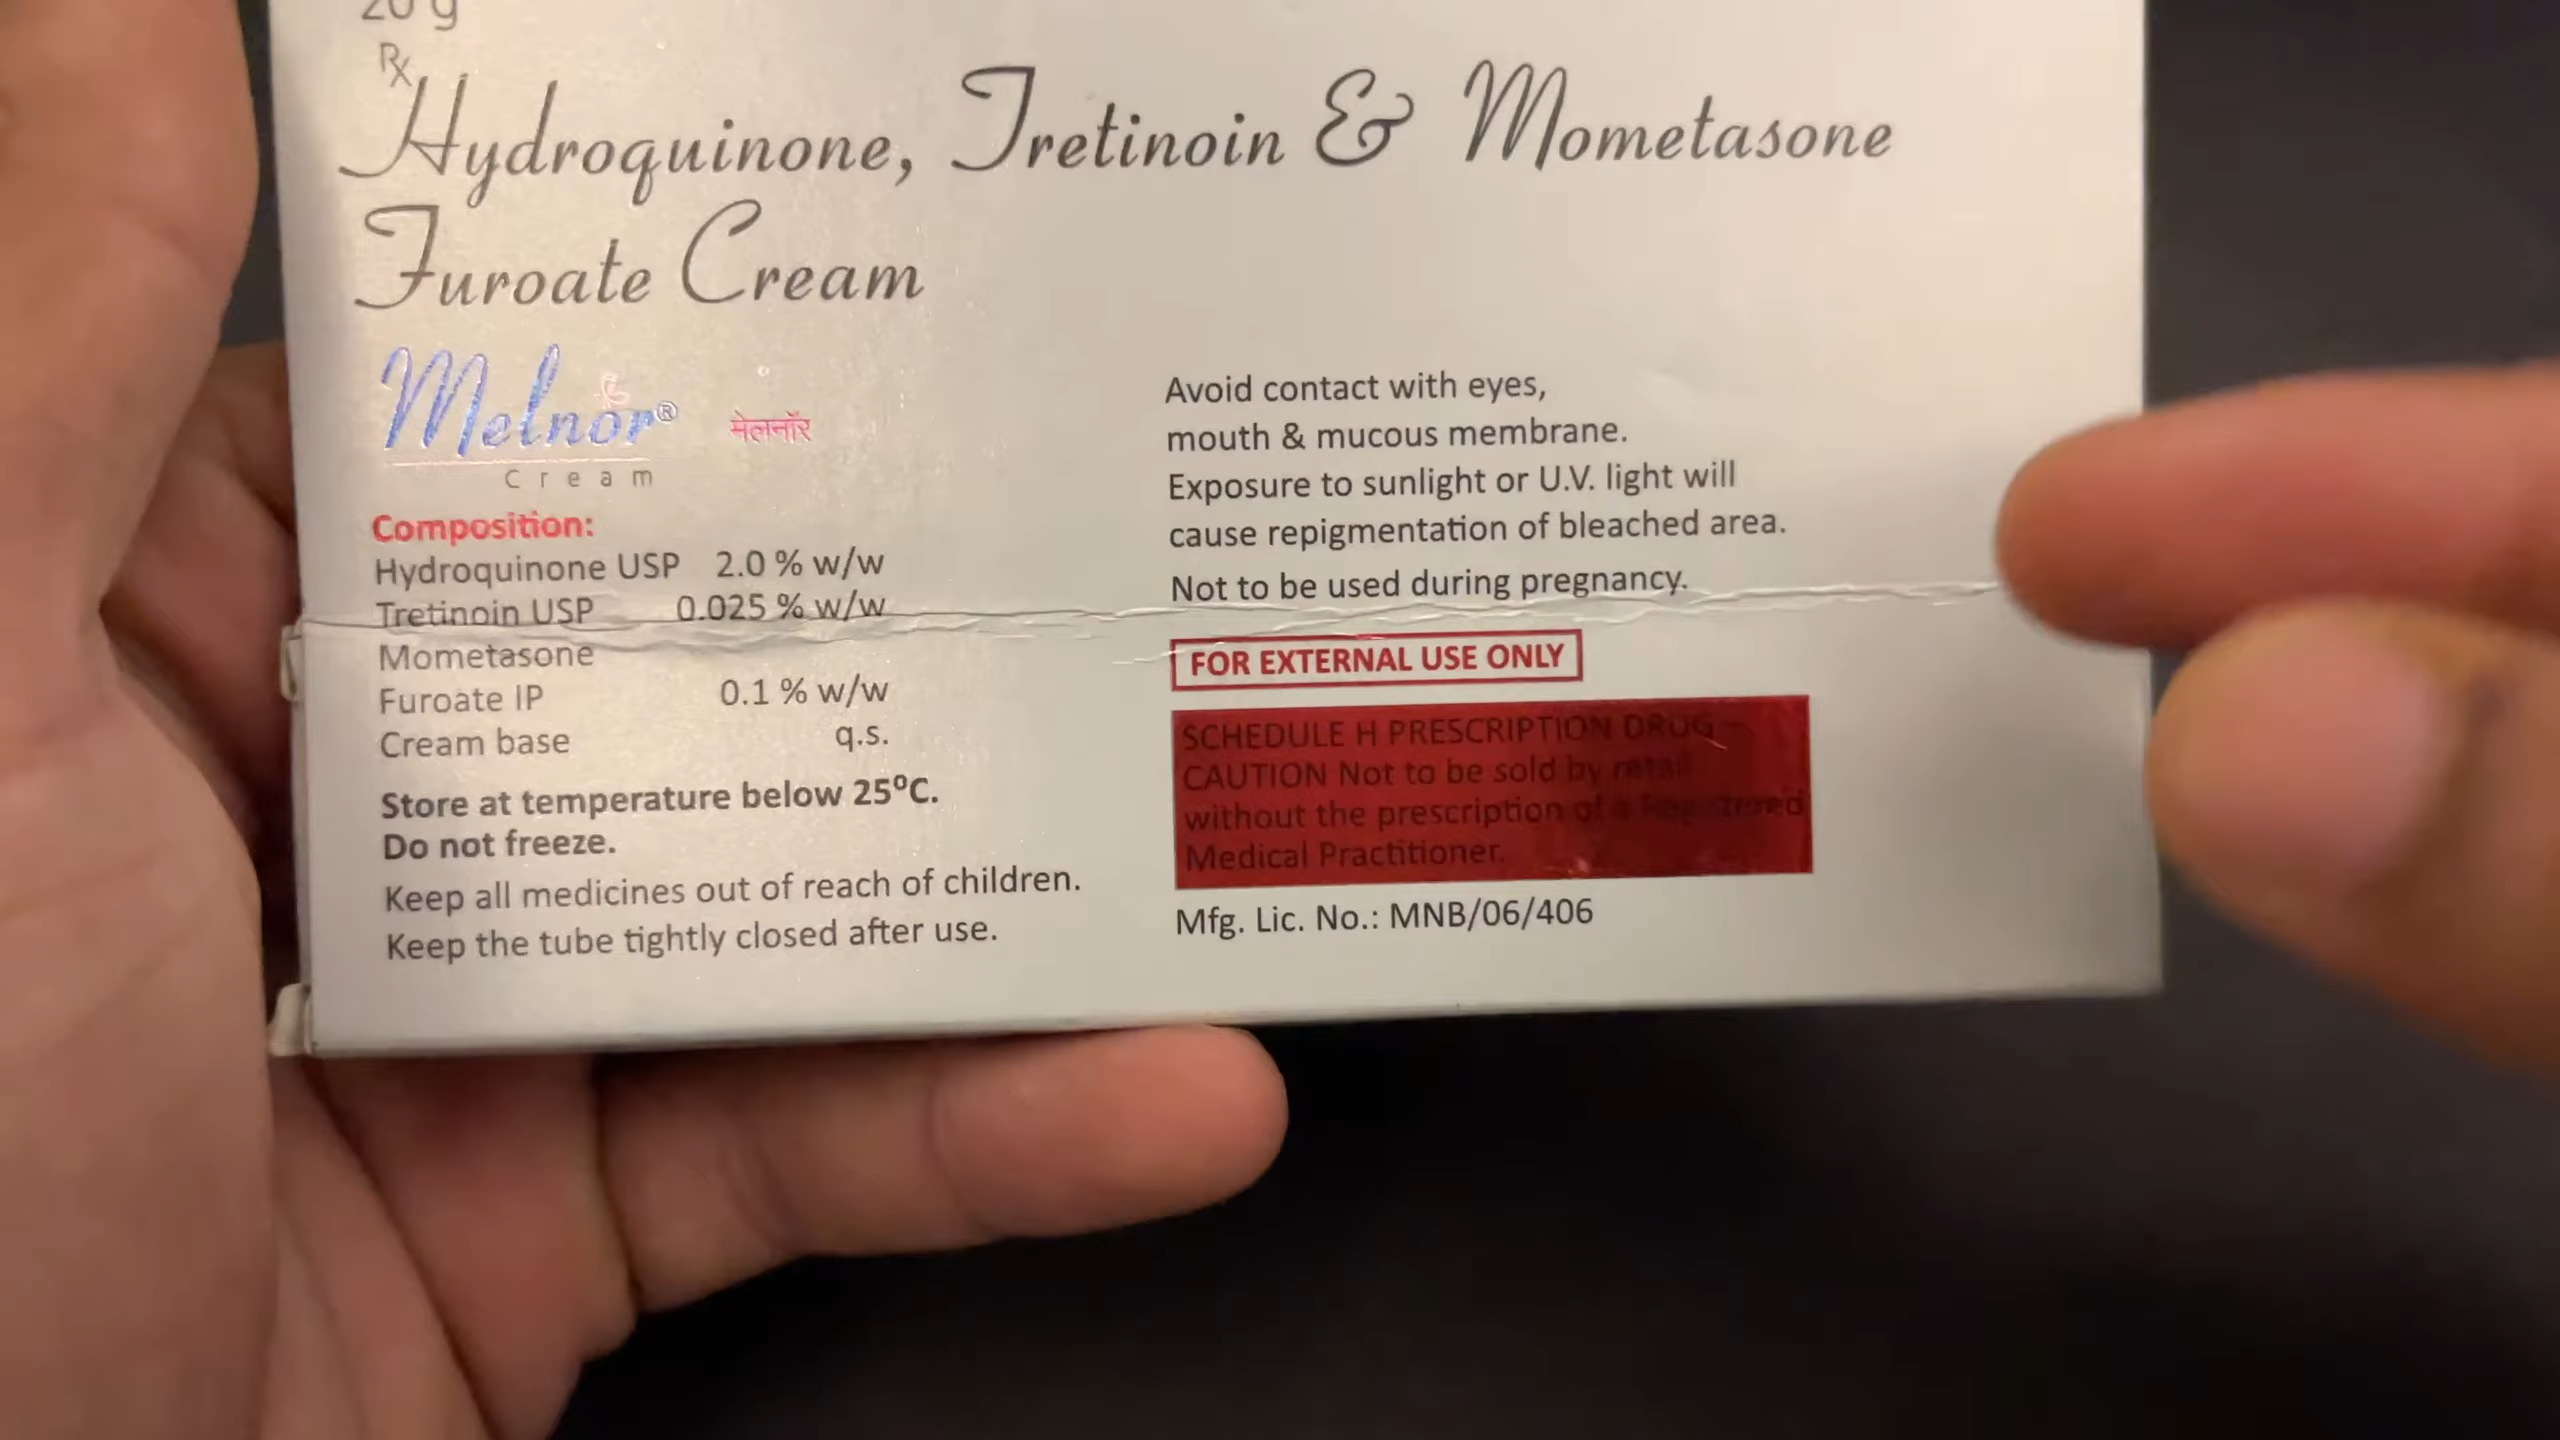 20 g
Rx
Hydroquinone, Tretinoin & Mometasone
Furoate Cream
Melnor® मेलनॉर
Cream
Composition:
Hydroquinone USP 2.0 % w/w
Tretinoin USP 0.025 % w/w
Mometasone
Furoate IP 0.1 % w/w
Cream base q.s.
Store at temperature below 25⁰C.
Do not freeze.
Keep all medicines out of reach of children.
Keep the tube tightly closed after use.
Avoid contact with eyes,
mouth & mucous membrane.
Exposure to sunlight or U.V. light will
cause repigmentation of bleached area.
Not to be used during pregnancy.
FOR EXTERNAL USE ONLY
SCHEDULE H PRESCRIPTION DRUG
CAUTION Not to be sold by retail
without the prescription of a Registered
Medical Practitioner.
Mfg. Lic. No.: MNB/06/406